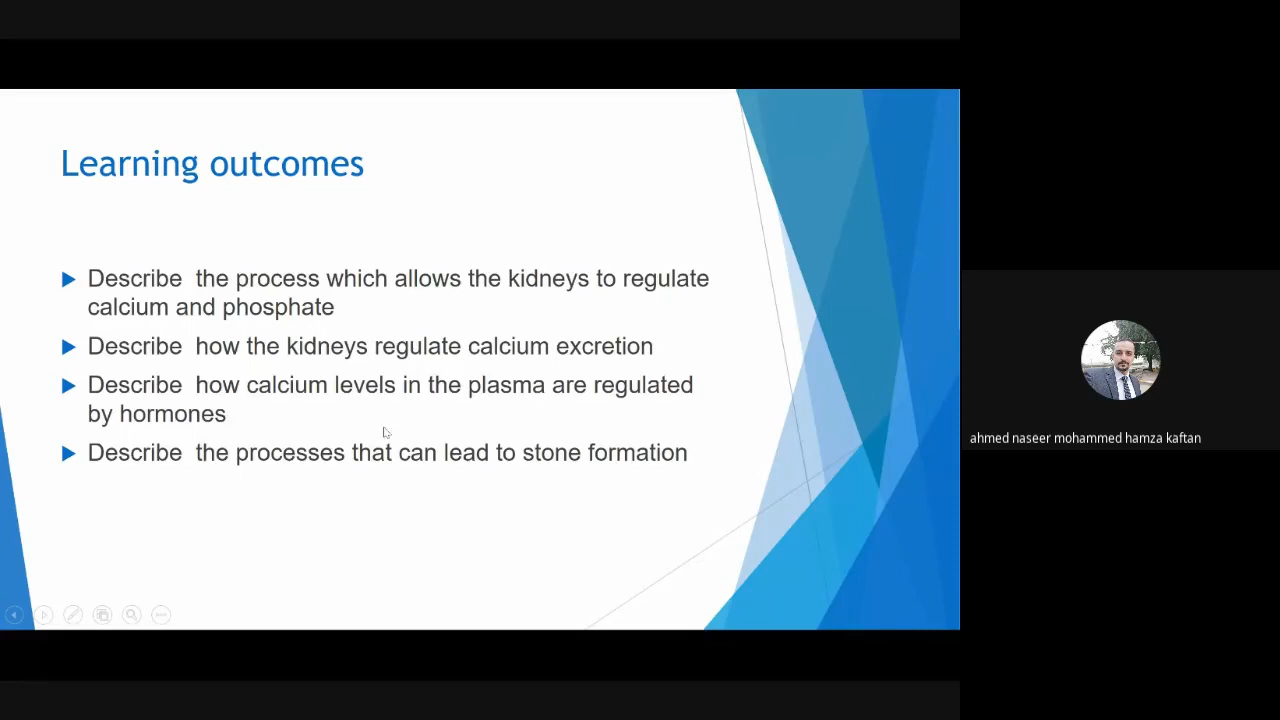 Learning outcomes
Describe the process which allows the kidneys to regulate
calcium and phosphate
Describe how the kidneys regulate calcium excretion
Describe how calcium levels in the plasma are regulated
by hormones
Describe the processes that can lead to stone formation
ahmed naseer mohammed hamza kaftan